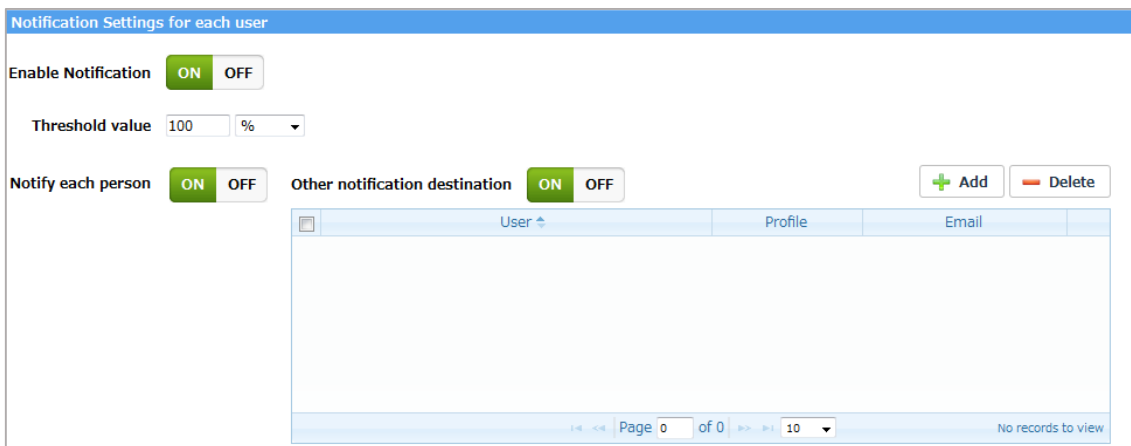 Notification Settings for each user
Enable Notification ON OFF
Threshold value 100 %
Notify each person ON OFF Other notification destination ON OFF Add Delete
User Profile Email
Page 0 of 0 10 No records to view